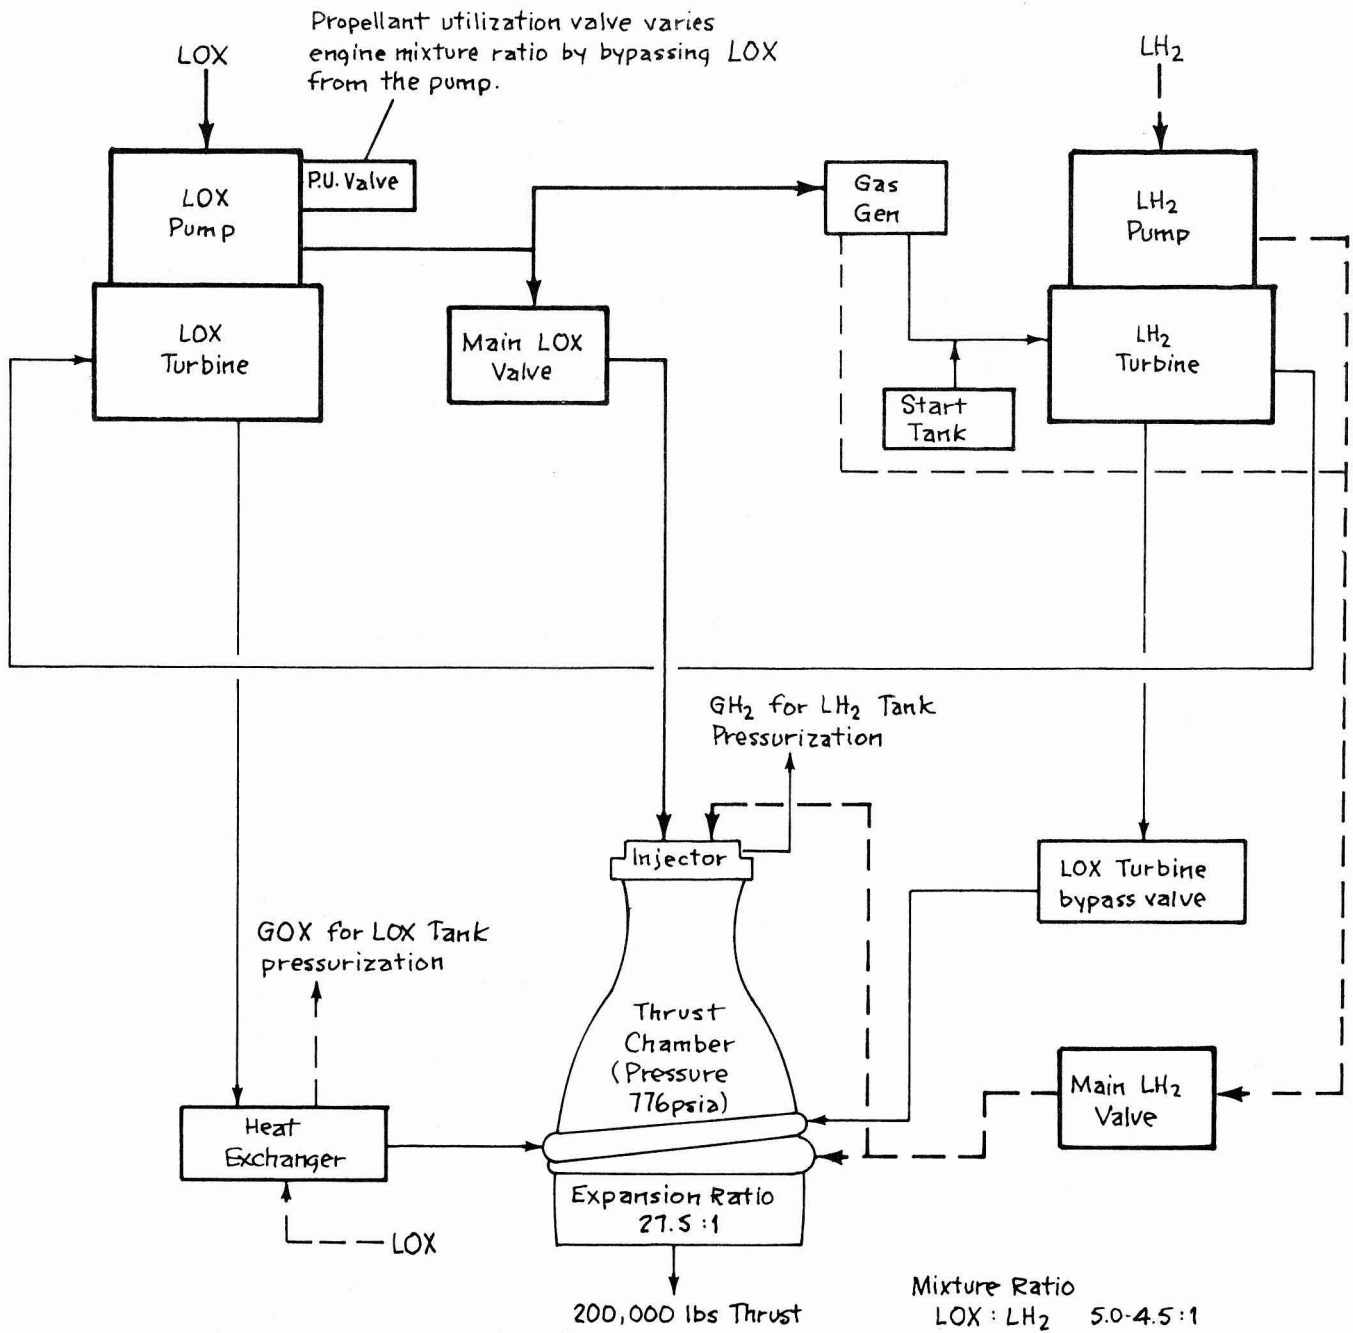 Propellant utilization valve varies
engine mixture ratio by bypassing LOX
from the pump.
LOX
LH₂
P.U. Valve
LOX
Pump
Gas
Gen
LH₂
Pump
LOX
Turbine
Main LOX
Valve
LH₂
Turbine
Start
Tank
GH₂ for LH₂ Tank
Pressurization
Injector
LOX Turbine
bypass valve
GOX for LOX Tank
pressurization
Thrust
Chamber
(Pressure
776psia)
Main LH₂
Valve
Heat
Exchanger
Expansion Ratio
27.5:1
LOX
200,000 lbs Thrust
Mixture Ratio
LOX : LH₂ 5.0-4.5:1